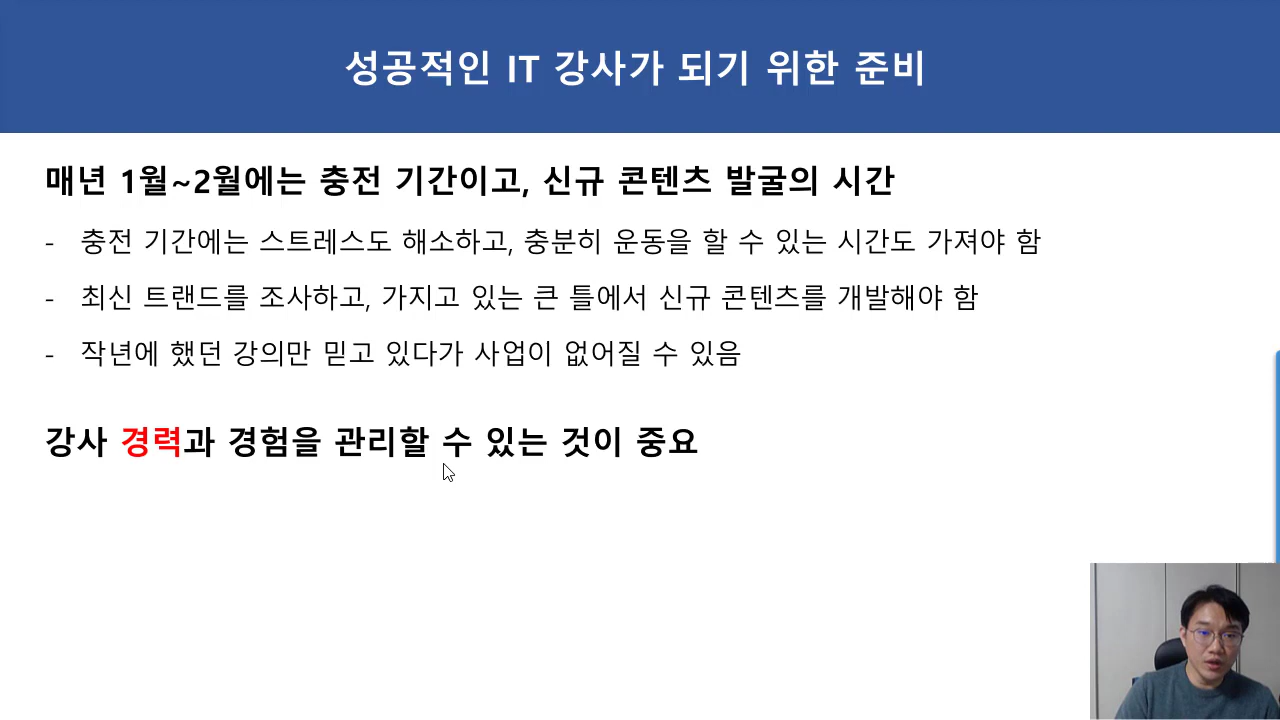 성공적인 IT 강사가 되기 위한 준비
매년 1월~2월에는 충전 기간이고, 신규 콘텐츠 발굴의 시간
- 충전 기간에는 스트레스도 해소하고, 충분히 운동을 할 수 있는 시간도 가져야 함
- 최신 트랜드를 조사하고, 가지고 있는 큰 틀에서 신규 콘텐츠를 개발해야 함
- 작년에 했던 강의만 믿고 있다가 사업이 없어질 수 있음
강사 경력과 경험을 관리할 수 있는 것이 중요